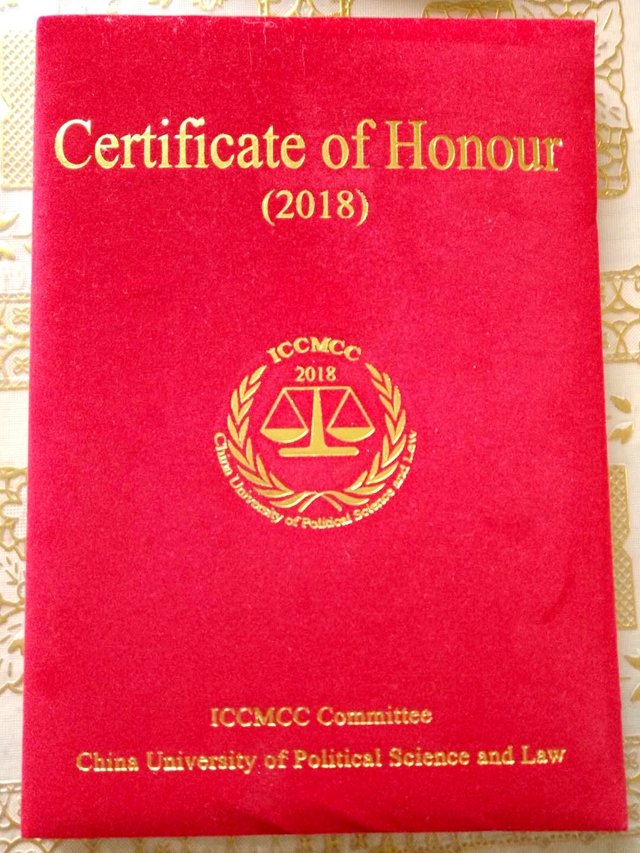 Certificate of Honour
(2018)
ICCMCC
2018
China University of Political Science and Law
ICCMCC Committee
China University of Political Science and Law